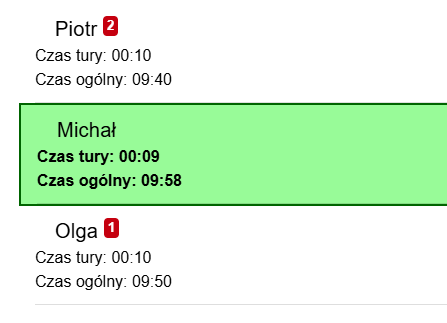 Piotr 2
Czas tury: 00:10
Czas ogólny: 09:40
Michał
Czas tury: 00:09
Czas ogólny: 09:58
Olga 1
Czas tury: 00:10
Czas ogólny: 09:50